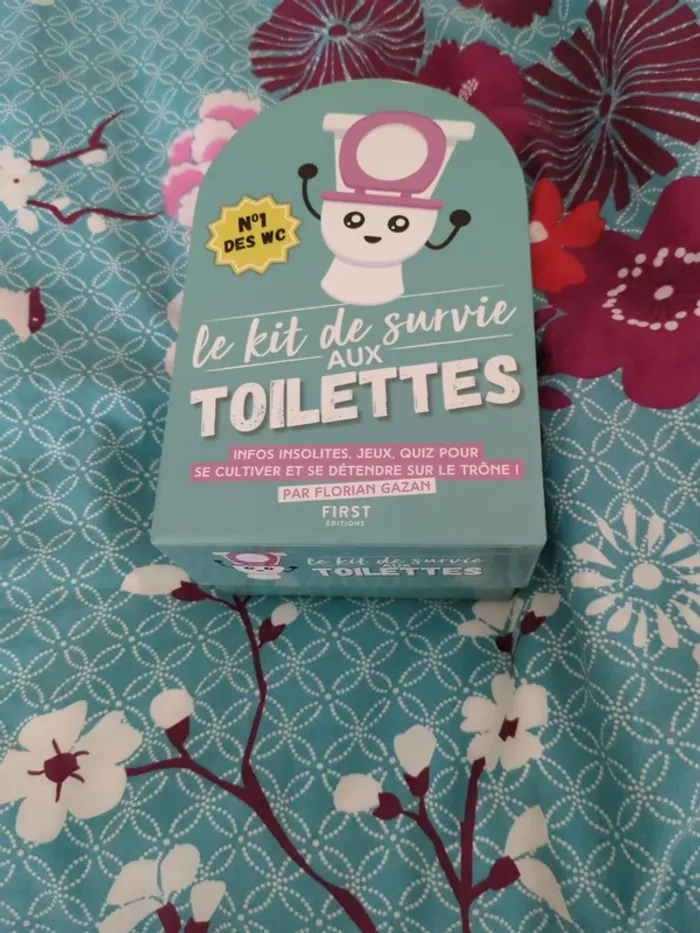 N°1
DES WC
le kit de survie
AUX
TOILETTES
INFOS INSOLITES, JEUX, QUIZ POUR
SE CULTIVER ET SE DÉTENDRE SUR LE TRÔNE !
PAR FLORIAN GAZAN
FIRST
EDITIONS
le kit de survie
AUX
TOILETTES